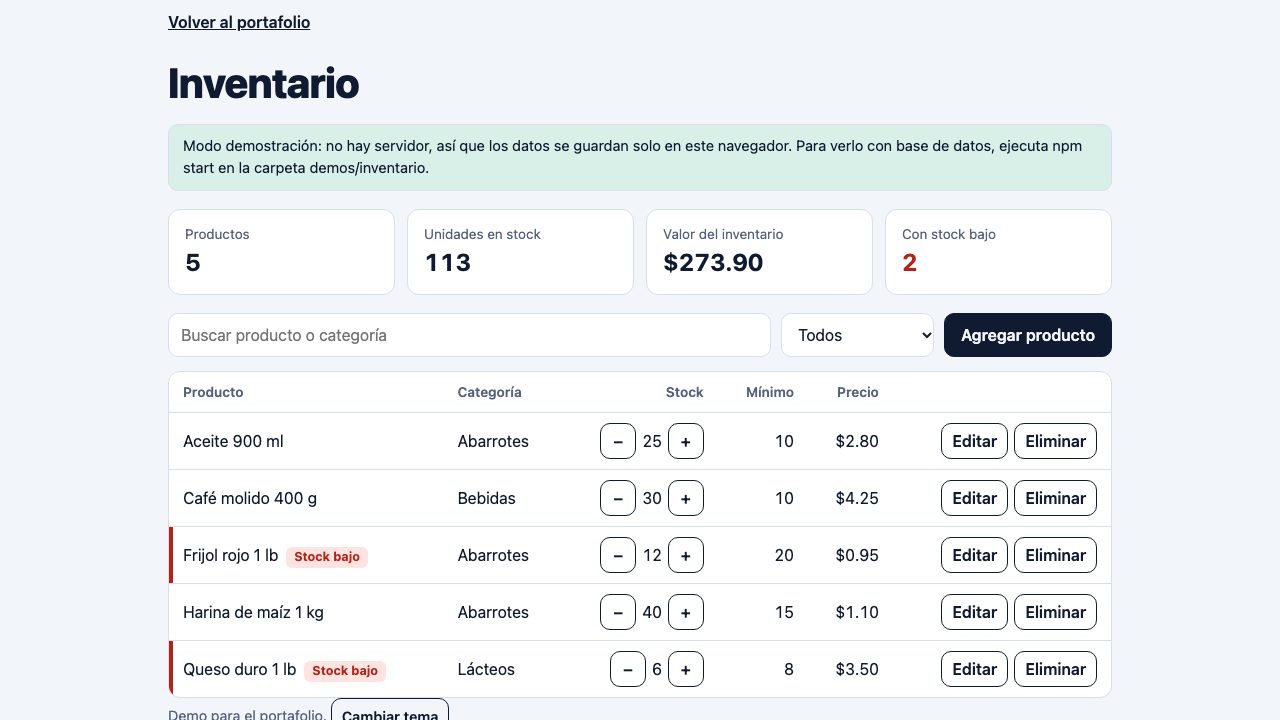 Volver al portafolio
Inventario
Modo demostración: no hay servidor, así que los datos se guardan solo en este navegador. Para verlo con base de datos, ejecuta npm
start en la carpeta demos/inventario.
Productos Unidades en stock Valor del inventario Con stock bajo
5 113 $273.90 2
Buscar producto o categoría Todos Agregar producto
Producto Categoría Stock Mínimo Precio
Aceite 900 ml Abarrotes − 25 + 10 $2.80 Editar Eliminar
Café molido 400 g Bebidas − 30 + 10 $4.25 Editar Eliminar
Frijol rojo 1 lb Stock bajo Abarrotes − 12 + 20 $0.95 Editar Eliminar
Harina de maíz 1 kg Abarrotes − 40 + 15 $1.10 Editar Eliminar
Queso duro 1 lb Stock bajo Lácteos − 6 + 8 $3.50 Editar Eliminar
Demo para el portafolio. Cambiar tema